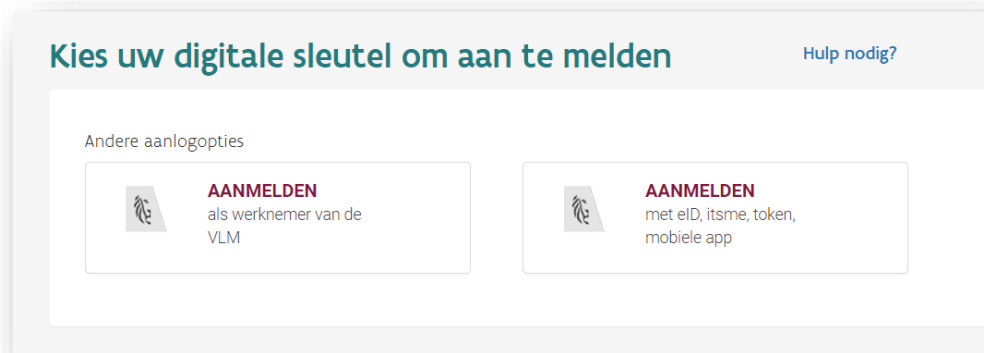 Kies uw digitale sleutel om aan te melden
Hulp nodig?
Andere aanlogopties
AANMELDEN
als werknemer van de
VLM
AANMELDEN
met eID, itsme, token,
mobiele app